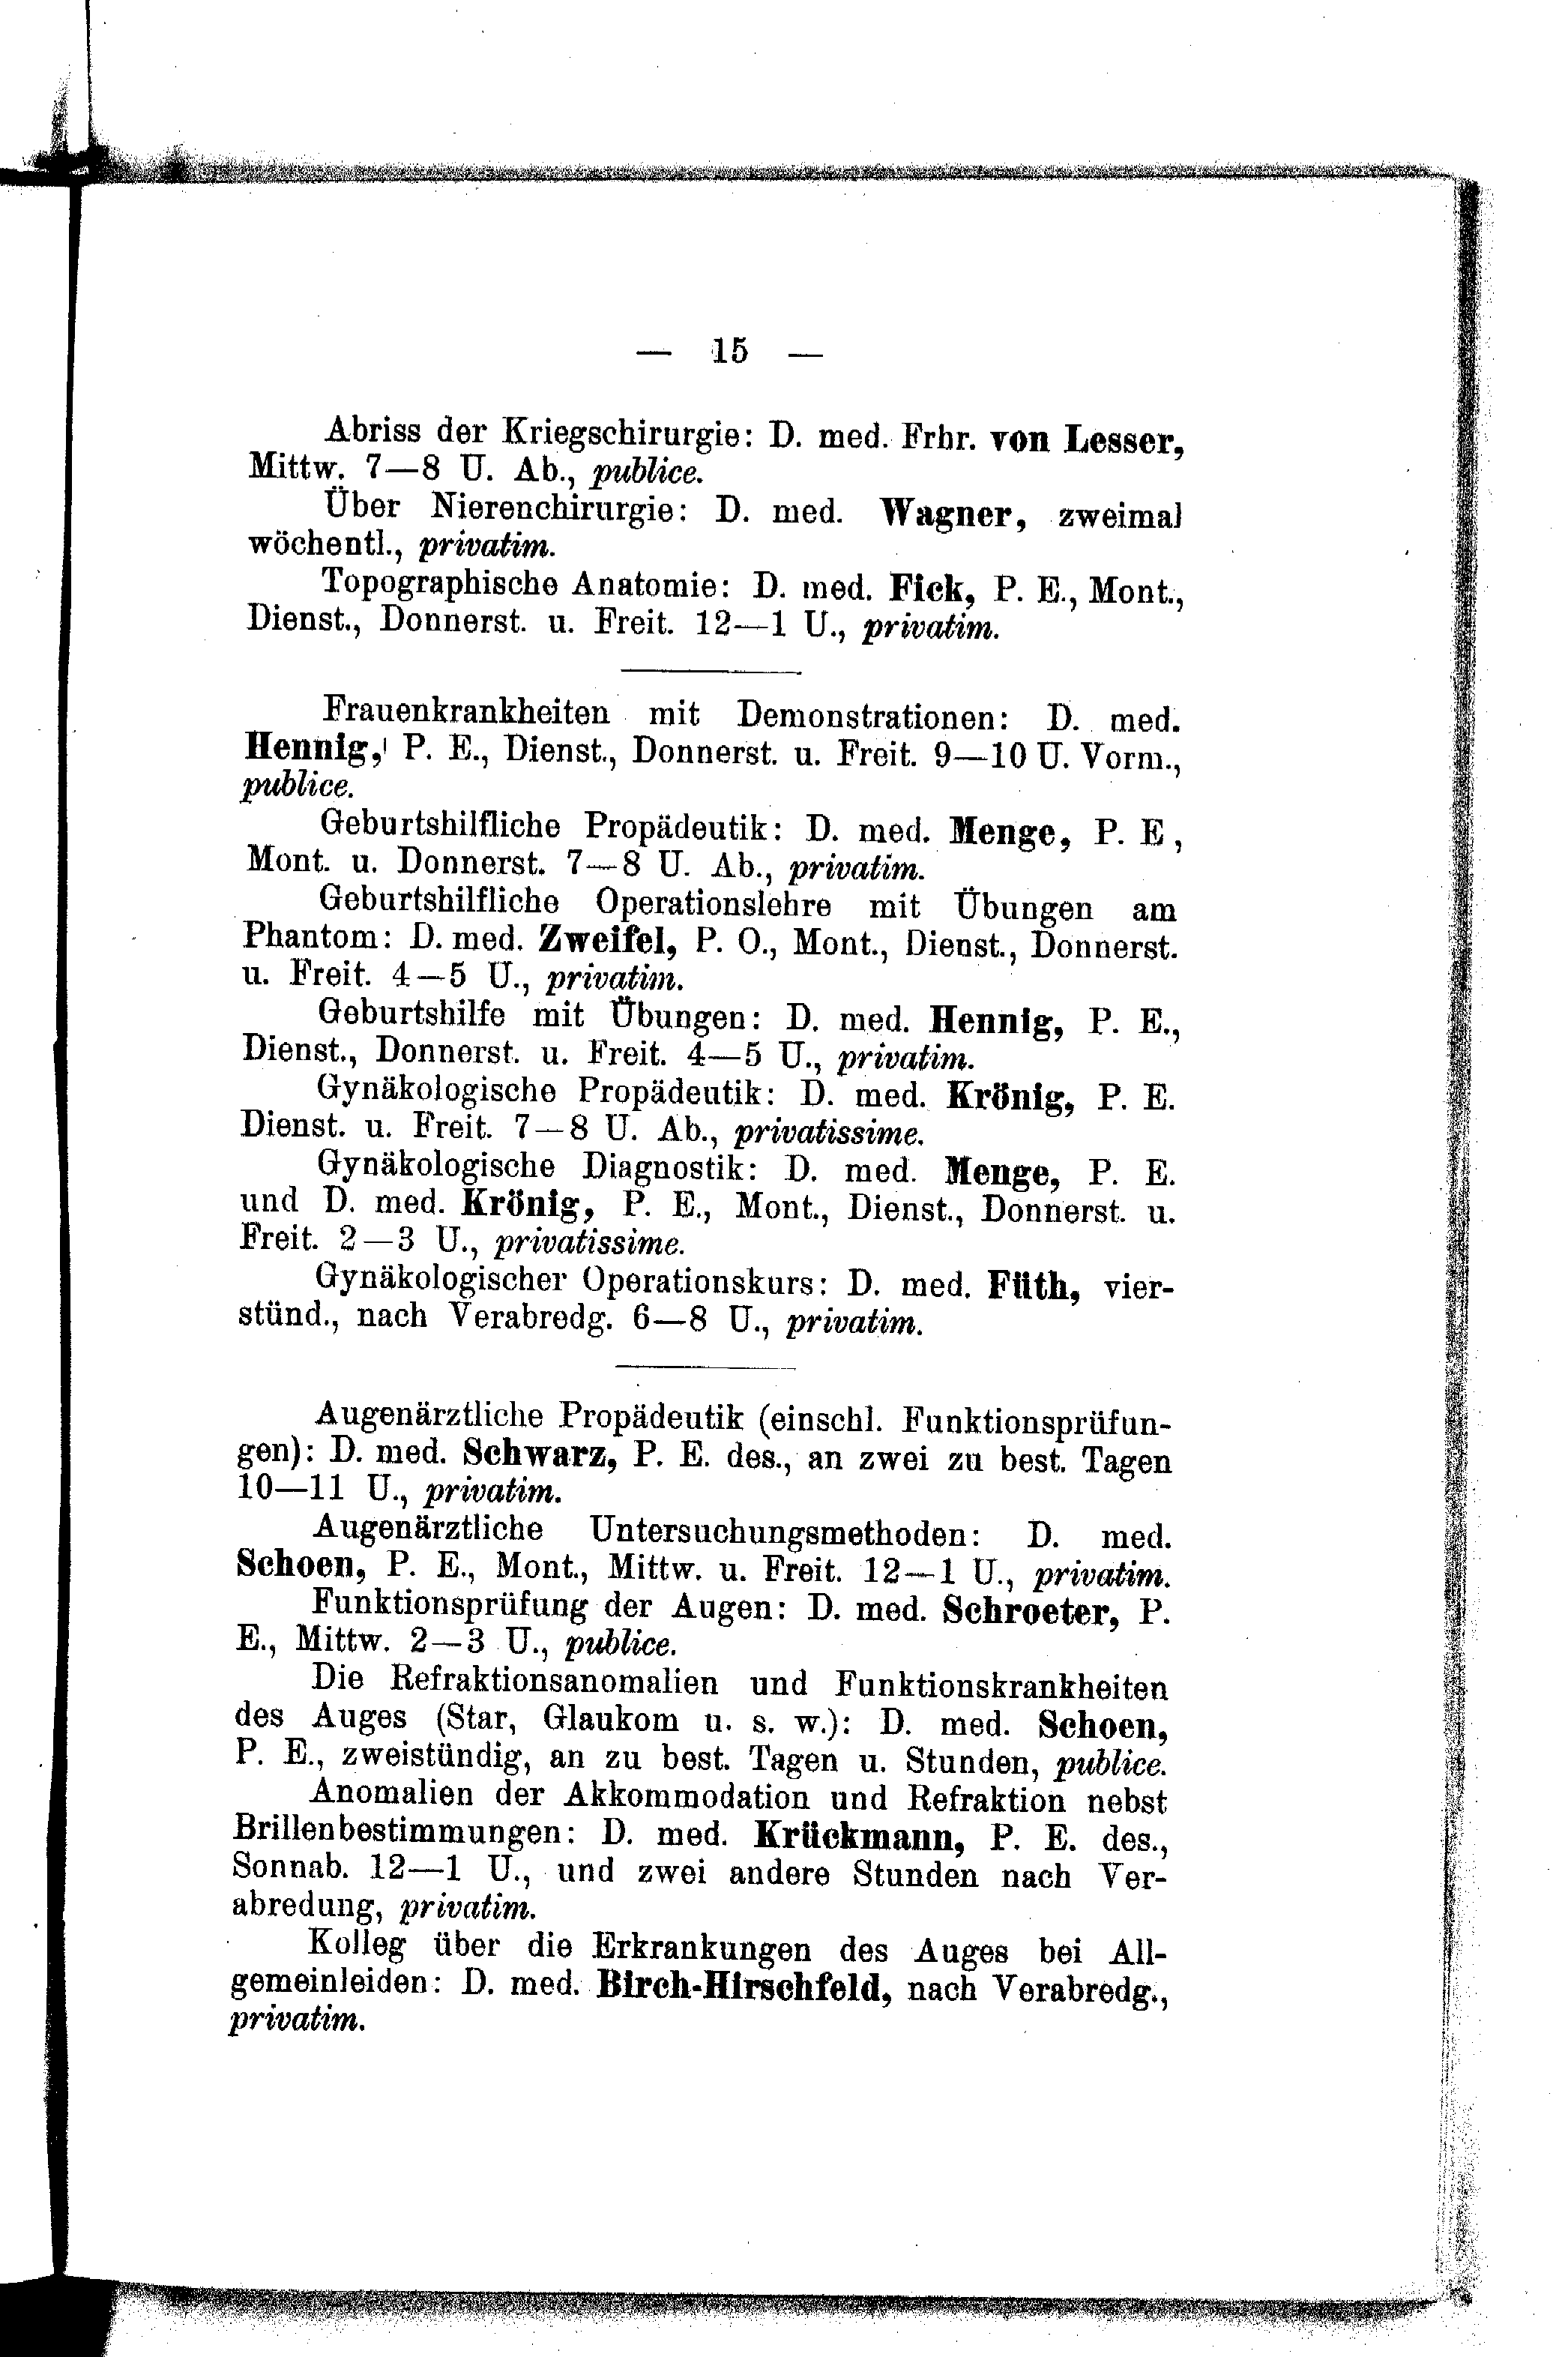 — 15 —
Abriss der Kriegschirurgie: D. med. Frhr. von Lesser,
Mittw. 7—8 U. Ab., publice.
Über Nierenchirurgie: D. med. Wagner, zweimal
wöchentl., privatim.
Topographische Anatomie: D. med. Fick, P. E., Mont.,
Dienst., Donnerst. u. Freit. 12—1 U., privatim.
Frauenkrankheiten mit Demonstrationen: D. med.
Hennig, P. E., Dienst., Donnerst. u. Freit. 9—10 U. Vorm.,
publice.
Geburtshilfliche Propädeutik: D. med. Menge, P. E ,
Mont. u. Donnerst. 7—8 U. Ab., privatim.
Geburtshilfliche Operationslehre mit Übungen am
Phantom: D. med. Zweifel, P. O., Mont., Dienst., Donnerst.
u. Freit. 4—5 U., privatim.
Geburtshilfe mit Übungen: D. med. Hennig, P. E.,
Dienst., Donnerst. u. Freit. 4—5 U., privatim.
Gynäkologische Propädeutik: D. med. Krönig, P. E.
Dienst. u. Freit. 7—8 U. Ab., privatissime.
Gynäkologische Diagnostik: D. med. Menge, P. E.
und D. med. Krönig, P. E., Mont., Dienst., Donnerst. u.
Freit. 2—3 U., privatissime.
Gynäkologischer Operationskurs: D. med. Füth, vier-
stünd., nach Verabredg. 6—8 U., privatim.
Augenärztliche Propädeutik (einschl. Funktionsprüfun-
gen): D. med. Schwarz, P. E. des., an zwei zu best. Tagen
10—11 U., privatim.
Augenärztliche Untersuchungsmethoden: D. med.
Schoen, P. E., Mont., Mittw. u. Freit. 12—1 U., privatim.
Funktionsprüfung der Augen: D. med. Schroeter, P.
E., Mittw. 2—3 U., publice.
Die Refraktionsanomalien und Funktionskrankheiten
des Auges (Star, Glaukom u. s. w.): D. med. Schoen,
P. E., zweistündig, an zu best. Tagen u. Stunden, publice.
Anomalien der Akkommodation und Refraktion nebst
Brillenbestimmungen: D. med. Krückmann, P. E. des.,
Sonnab. 12—1 U., und zwei andere Stunden nach Ver-
abredung, privatim.
Kolleg über die Erkrankungen des Auges bei All-
gemeinleiden: D. med. Birch-Hirschfeld, nach Verabredg.,
privatim.